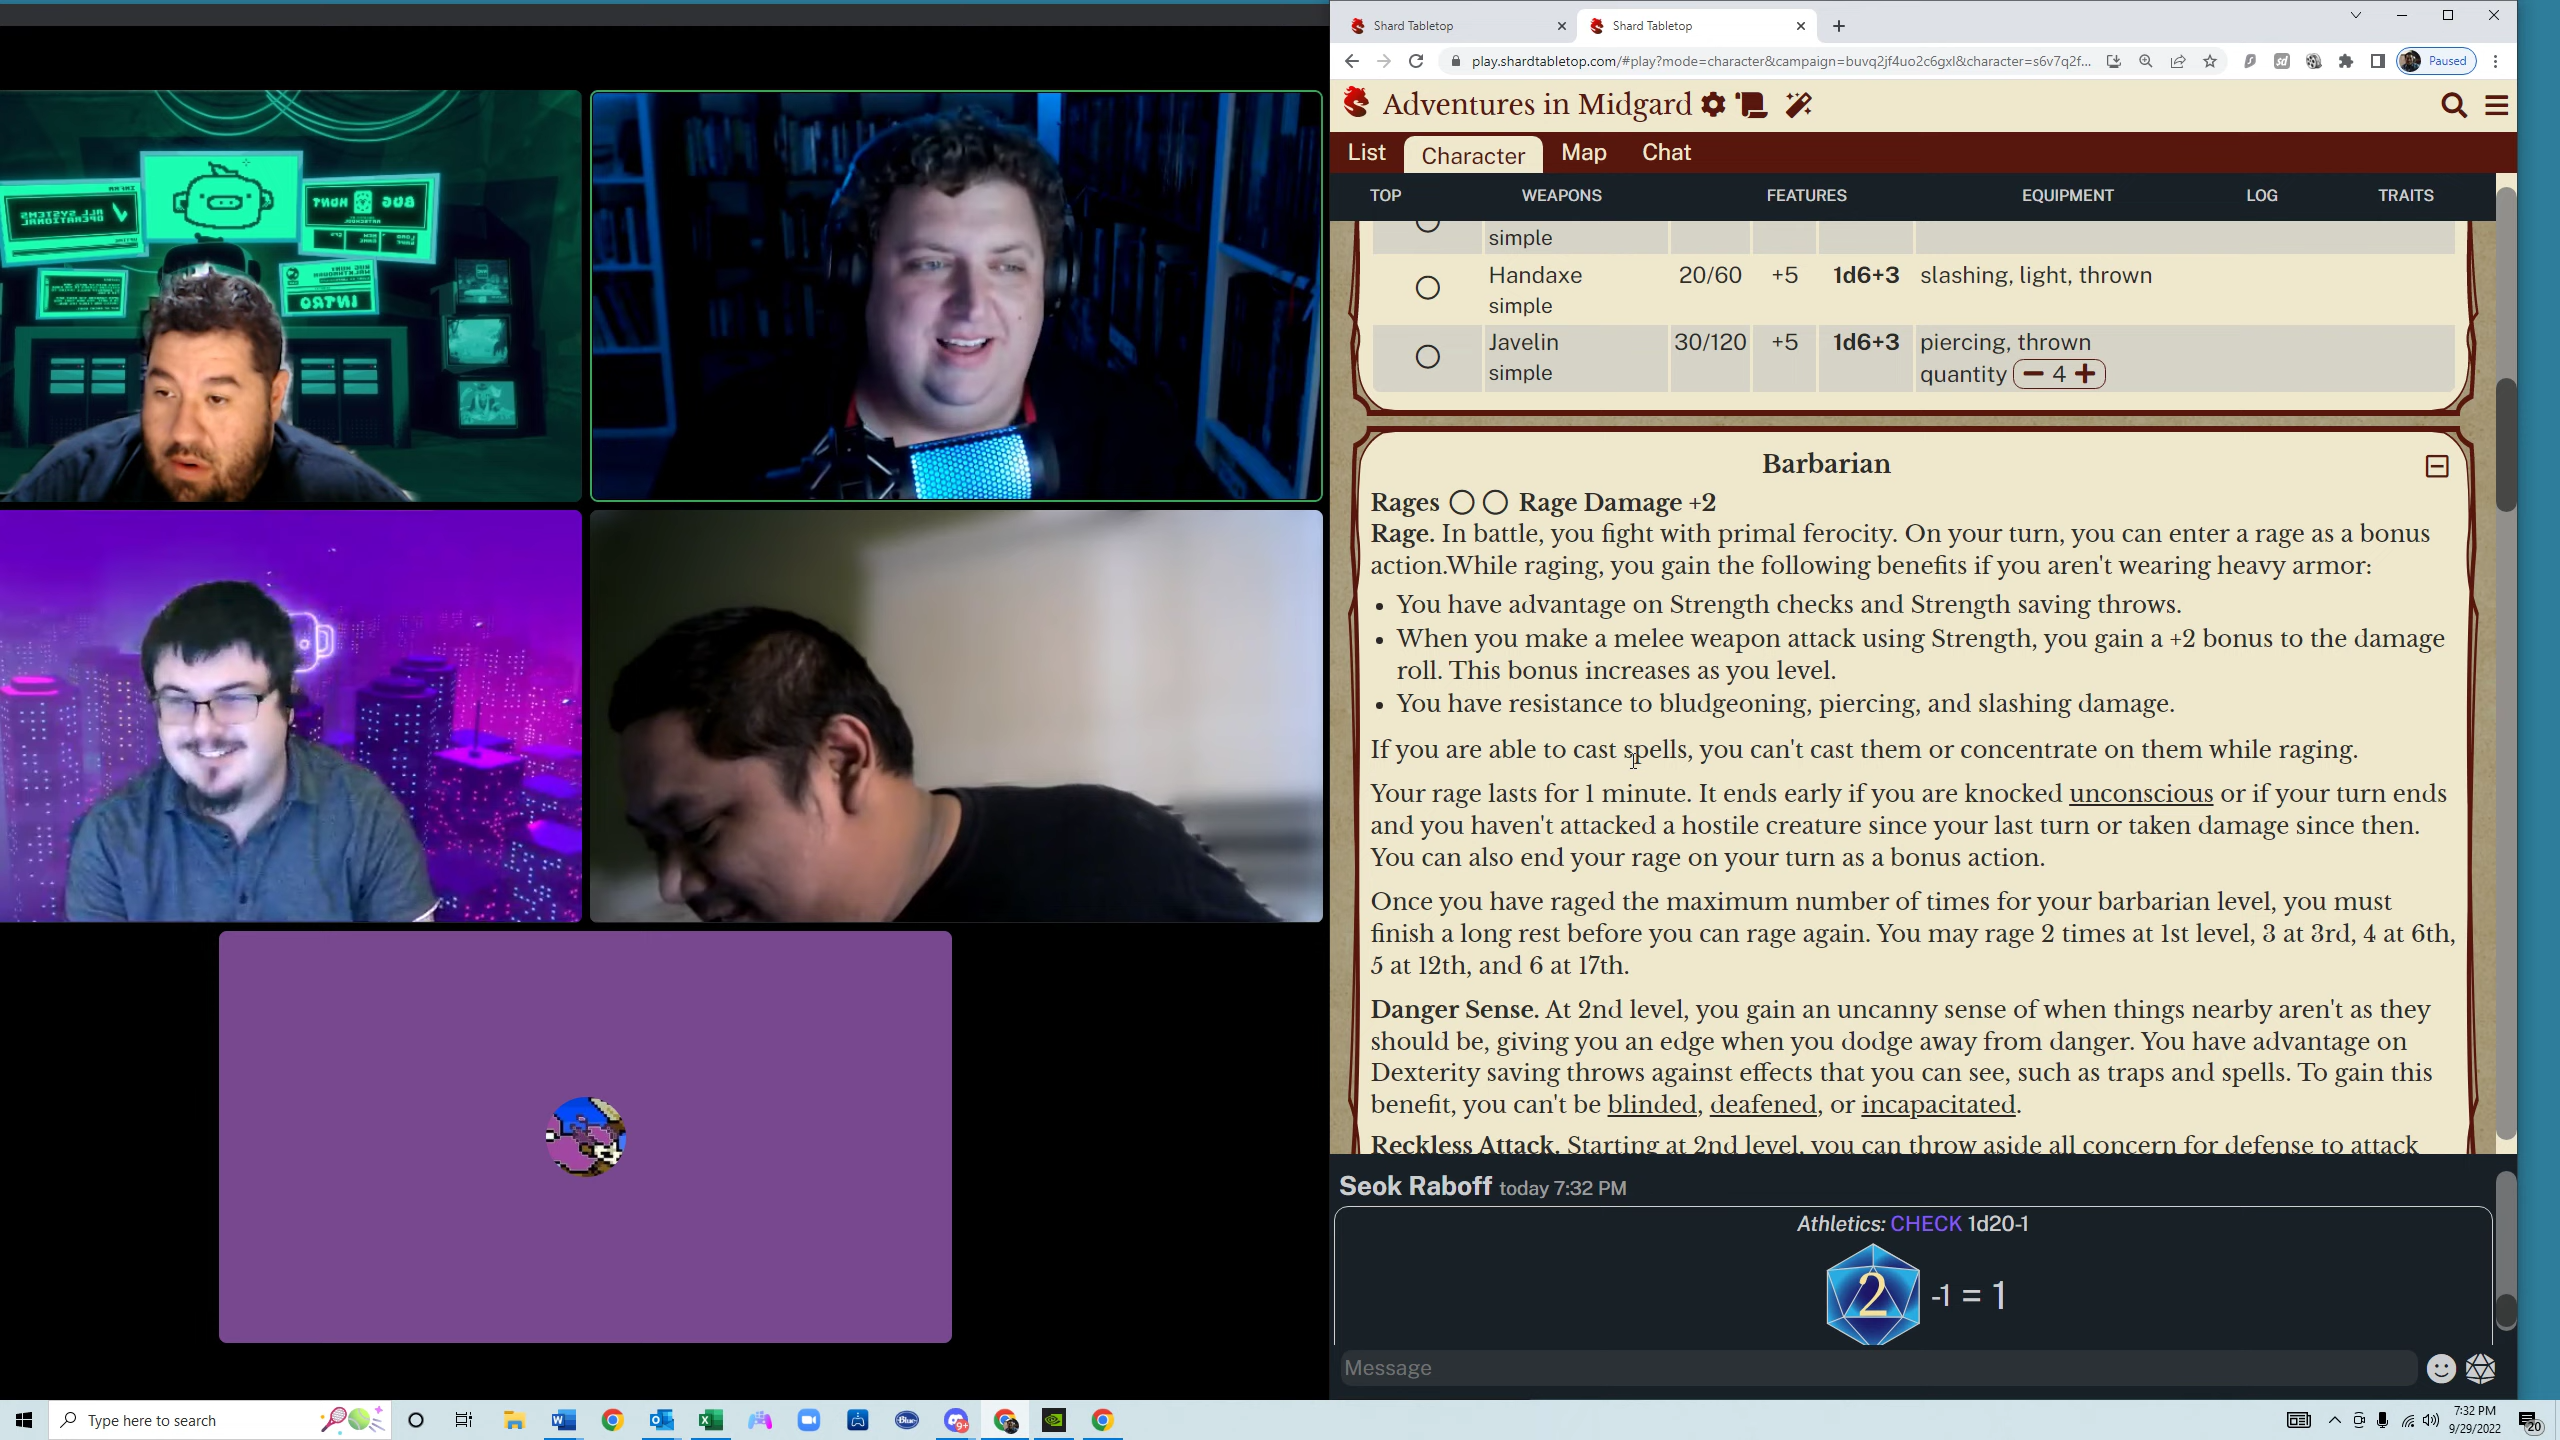 Shard Tabletop
Shard Tabletop
play.shardtabletop.com/#play?mode=character&campaign=buvq2jf4uo2c6gxl&character=s6v7q2f...
Paused
Adventures in Midgard
List
Character
Map
Chat
TOP
WEAPONS
FEATURES
EQUIPMENT
LOG
TRAITS
simple
Handaxe
simple
20/60
+5
1d6+3
slashing, light, thrown
Javelin
simple
30/120
+5
1d6+3
piercing, thrown
quantity
4
Barbarian
Rages Rage Damage +2
Rage. In battle, you fight with primal ferocity. On your turn, you can enter a rage as a bonus
action.While raging, you gain the following benefits if you aren't wearing heavy armor:
• You have advantage on Strength checks and Strength saving throws.
• When you make a melee weapon attack using Strength, you gain a +2 bonus to the damage
roll. This bonus increases as you level.
• You have resistance to bludgeoning, piercing, and slashing damage.
If you are able to cast spells, you can't cast them or concentrate on them while raging.
Your rage lasts for 1 minute. It ends early if you are knocked unconscious or if your turn ends
and you haven't attacked a hostile creature since your last turn or taken damage since then.
You can also end your rage on your turn as a bonus action.
Once you have raged the maximum number of times for your barbarian level, you must
finish a long rest before you can rage again. You may rage 2 times at 1st level, 3 at 3rd, 4 at 6th,
5 at 12th, and 6 at 17th.
Danger Sense. At 2nd level, you gain an uncanny sense of when things nearby aren't as they
should be, giving you an edge when you dodge away from danger. You have advantage on
Dexterity saving throws against effects that you can see, such as traps and spells. To gain this
benefit, you can't be blinded, deafened, or incapacitated.
Reckless Attack. Starting at 2nd level, you can throw aside all concern for defense to attack
Seok Raboff today 7:32 PM
Athletics: CHECK 1d20-1
2 -1 = 1
Message
ALL SYSTEMS
OPERATIONAL
BUG HUNT
INTRO
Type here to search
Blue
9+
7:32 PM
9/29/2022
20